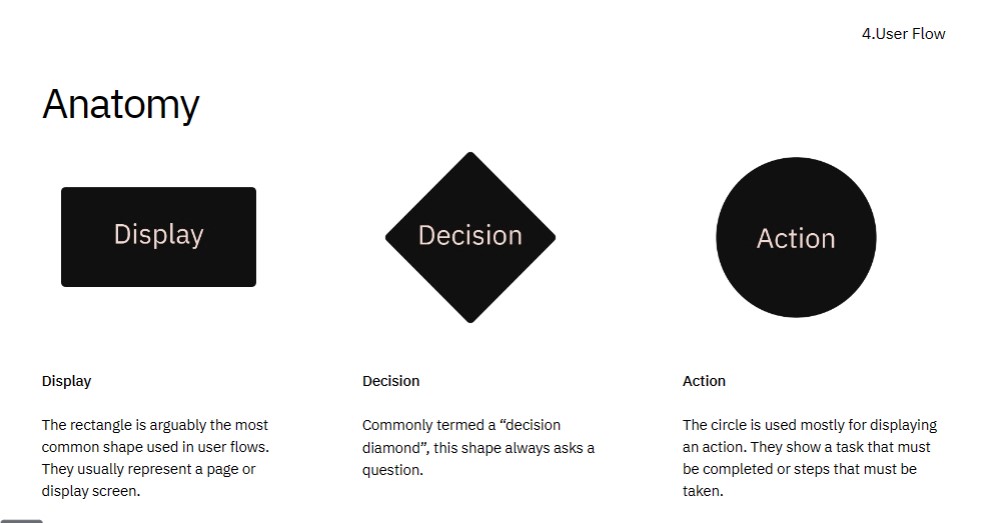 4.User Flow
Anatomy
Display
Decision
Action
Display
The rectangle is arguably the most
common shape used in user flows.
They usually represent a page or
display screen.
Decision
Commonly termed a “decision
diamond”, this shape always asks a
question.
Action
The circle is used mostly for displaying
an action. They show a task that must
be completed or steps that must be
taken.